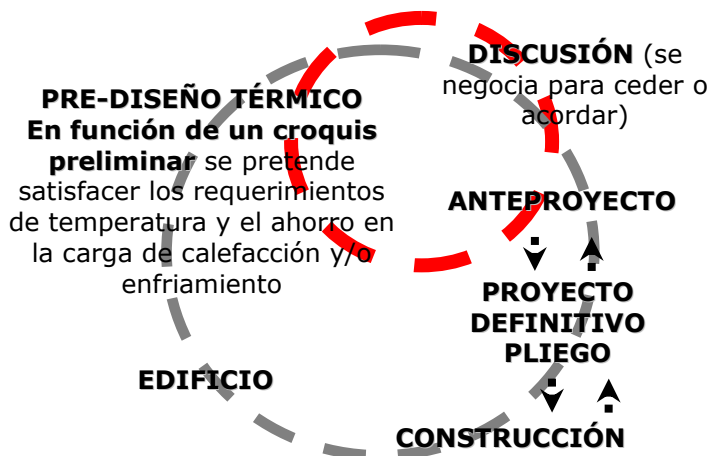 DISCUSIÓN (se
negocia para ceder o
acordar)
PRE-DISEÑO TÉRMICO
En función de un croquis
preliminar se pretende
satisfacer los requerimientos
de temperatura y el ahorro en
la carga de calefacción y/o
enfriamiento
ANTEPROYECTO
PROYECTO
DEFINITIVO
PLIEGO
EDIFICIO
CONSTRUCCIÓN